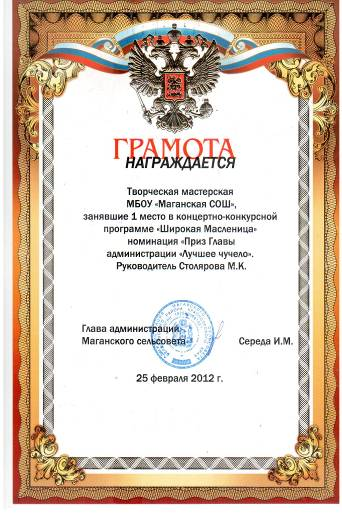 ГРАМОТА
НАГРАЖДАЕТСЯ
Творческая мастерская
МБОУ «Маганская СОШ»,
занявшие 1 место в концертно-конкурсной
программе «Широкая Масленица»
номинация «Приз Главы
администрации «Лучшее чучело».
Руководитель Столярова М.К.
Глава администрации
Маганского сельсовета Середа И.М.
25 февраля 2012 г.